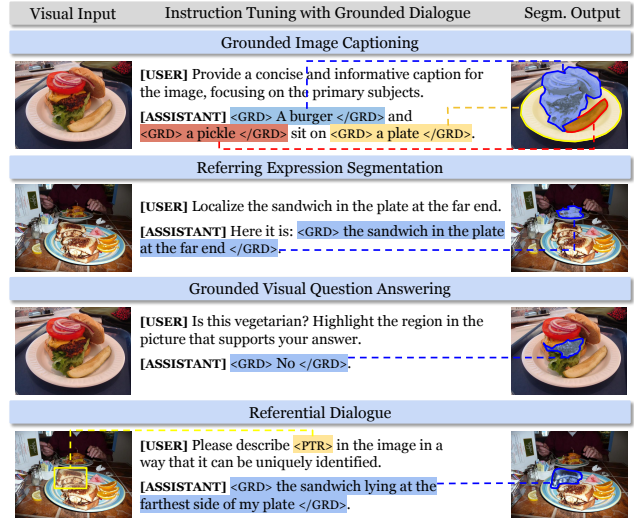 Visual Input
Instruction Tuning with Grounded Dialogue
Segm. Output
Grounded Image Captioning
[USER] Provide a concise and informative caption for
the image, focusing on the primary subjects.
[ASSISTANT] <GRD> A burger </GRD> and
<GRD> a pickle </GRD> sit on <GRD> a plate </GRD>.
Referring Expression Segmentation
[USER] Localize the sandwich in the plate at the far end.
[ASSISTANT] Here it is: <GRD> the sandwich in the plate
at the far end </GRD>.
Grounded Visual Question Answering
[USER] Is this vegetarian? Highlight the region in the
picture that supports your answer.
[ASSISTANT] <GRD> No </GRD>.
Referential Dialogue
[USER] Please describe <PTR> in the image in a
way that it can be uniquely identified.
[ASSISTANT] <GRD> the sandwich lying at the
farthest side of my plate </GRD>.